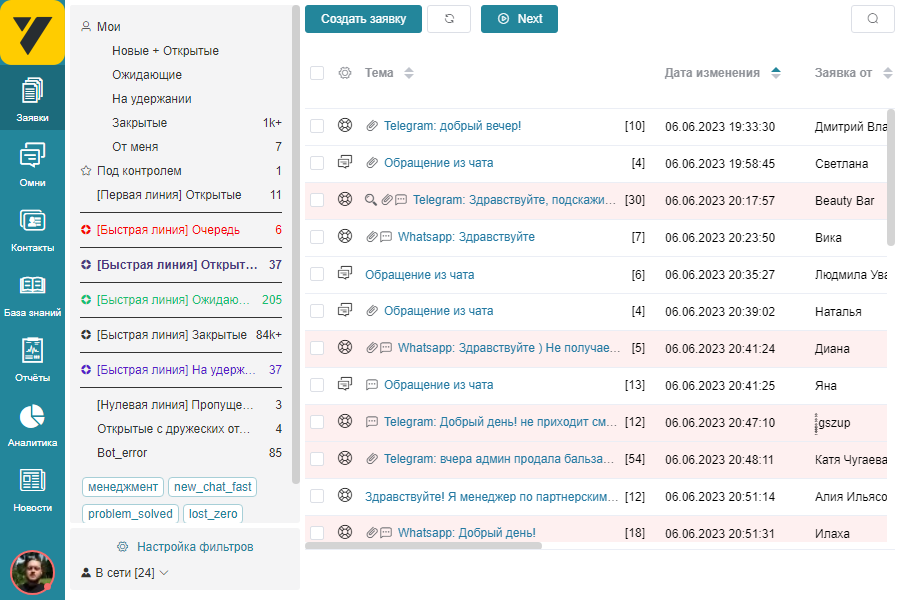 Заявки
Омни
Контакты
База знаний
Отчёты
Аналитика
Новости
Мои
Новые + Открытые
Ожидающие
На удержании
Закрытые 1k+
От меня 7
Под контролем 1
[Первая линия] Открытые 11
[Быстрая линия] Очередь 6
[Быстрая линия] Открыт... 37
[Быстрая линия] Ожидаю... 205
[Быстрая линия] Закрытые 84k+
[Быстрая линия] На удерж... 37
[Нулевая линия] Пропуще... 3
Открытые с дружеских от... 4
Bot_error 85
менеджмент new_chat_fast
problem_solved lost_zero
Настройка фильтров
В сети [24]
Создать заявку Next
Тема Дата изменения Заявка от
Telegram: добрый вечер! [10] 06.06.2023 19:33:30 Дмитрий Вла
Обращение из чата [4] 06.06.2023 19:58:45 Светлана
Telegram: Здравствуйте, подскажи... [30] 06.06.2023 20:17:57 Beauty Bar
Whatsapp: Здравствуйте [7] 06.06.2023 20:23:50 Вика
Обращение из чата [6] 06.06.2023 20:35:27 Людмила Ува
Обращение из чата [4] 06.06.2023 20:39:02 Наталья
Whatsapp: Здравствуйте ) Не получае... [5] 06.06.2023 20:41:24 Диана
Обращение из чата [13] 06.06.2023 20:41:25 Яна
Telegram: Добрый день! не приходит см... [12] 06.06.2023 20:47:10 gszup
Telegram: вчера админ продала бальза... [54] 06.06.2023 20:48:11 Катя Чугаева
Здравствуйте! Я менеджер по партнерским... [12] 06.06.2023 20:51:14 Алия Ильясо
Whatsapp: Добрый день! [18] 06.06.2023 20:51:31 Илаха